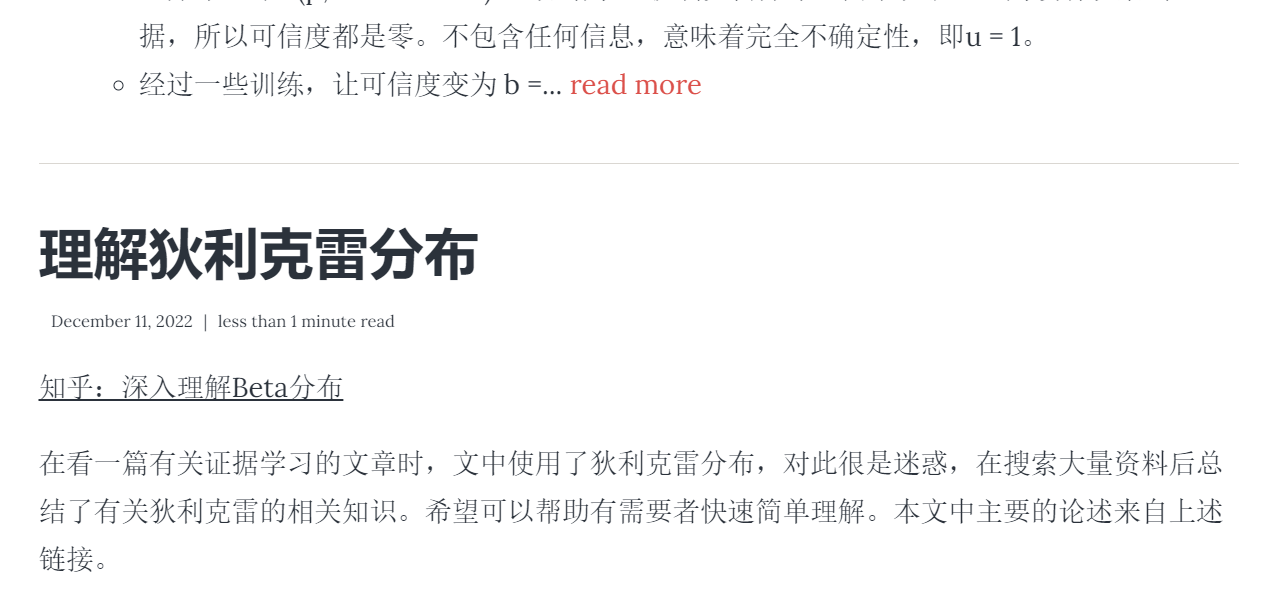 据，所以可信度都是零。不包含任何信息，意味着完全不确定性，即u = 1。
经过一些训练，让可信度变为 b =... read more
理解狄利克雷分布
December 11, 2022 | less than 1 minute read
知乎：深入理解Beta分布
在看一篇有关证据学习的文章时，文中使用了狄利克雷分布，对此很是迷惑，在搜索大量资料后总
结了有关狄利克雷的相关知识。希望可以帮助有需要者快速简单理解。本文中主要的论述来自上述
链接。